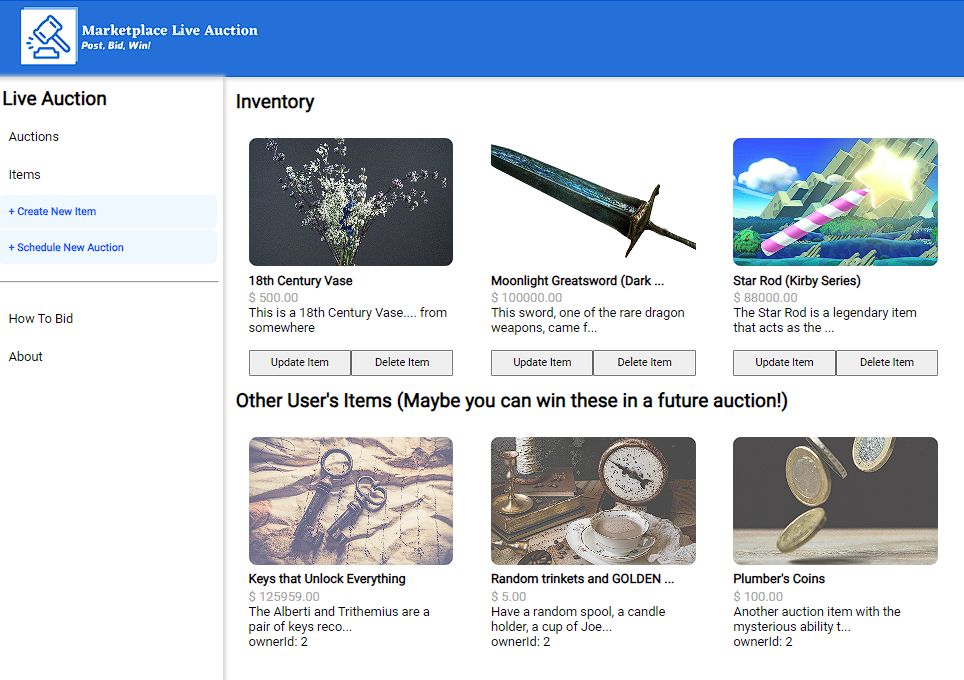 Marketplace Live Auction
Post, Bid, Win!
Live Auction
Auctions
Items
+ Create New Item
+ Schedule New Auction
How To Bid
About
Inventory
18th Century Vase
$ 500.00
This is a 18th Century Vase.... from
somewhere
Update Item
Delete Item
Moonlight Greatsword (Dark ...
$ 100000.00
This sword, one of the rare dragon
weapons, came f...
Update Item
Delete Item
Star Rod (Kirby Series)
$ 88000.00
The Star Rod is a legendary item
that acts as the ...
Update Item
Delete Item
Other User's Items (Maybe you can win these in a future auction!)
Keys that Unlock Everything
$ 125959.00
The Alberti and Trithemius are a
pair of keys reco...
ownerId: 2
Random trinkets and GOLDEN ...
$ 5.00
Have a random spool, a candle
holder, a cup of Joe...
ownerId: 2
Plumber's Coins
$ 100.00
Another auction item with the
mysterious ability t...
ownerId: 2